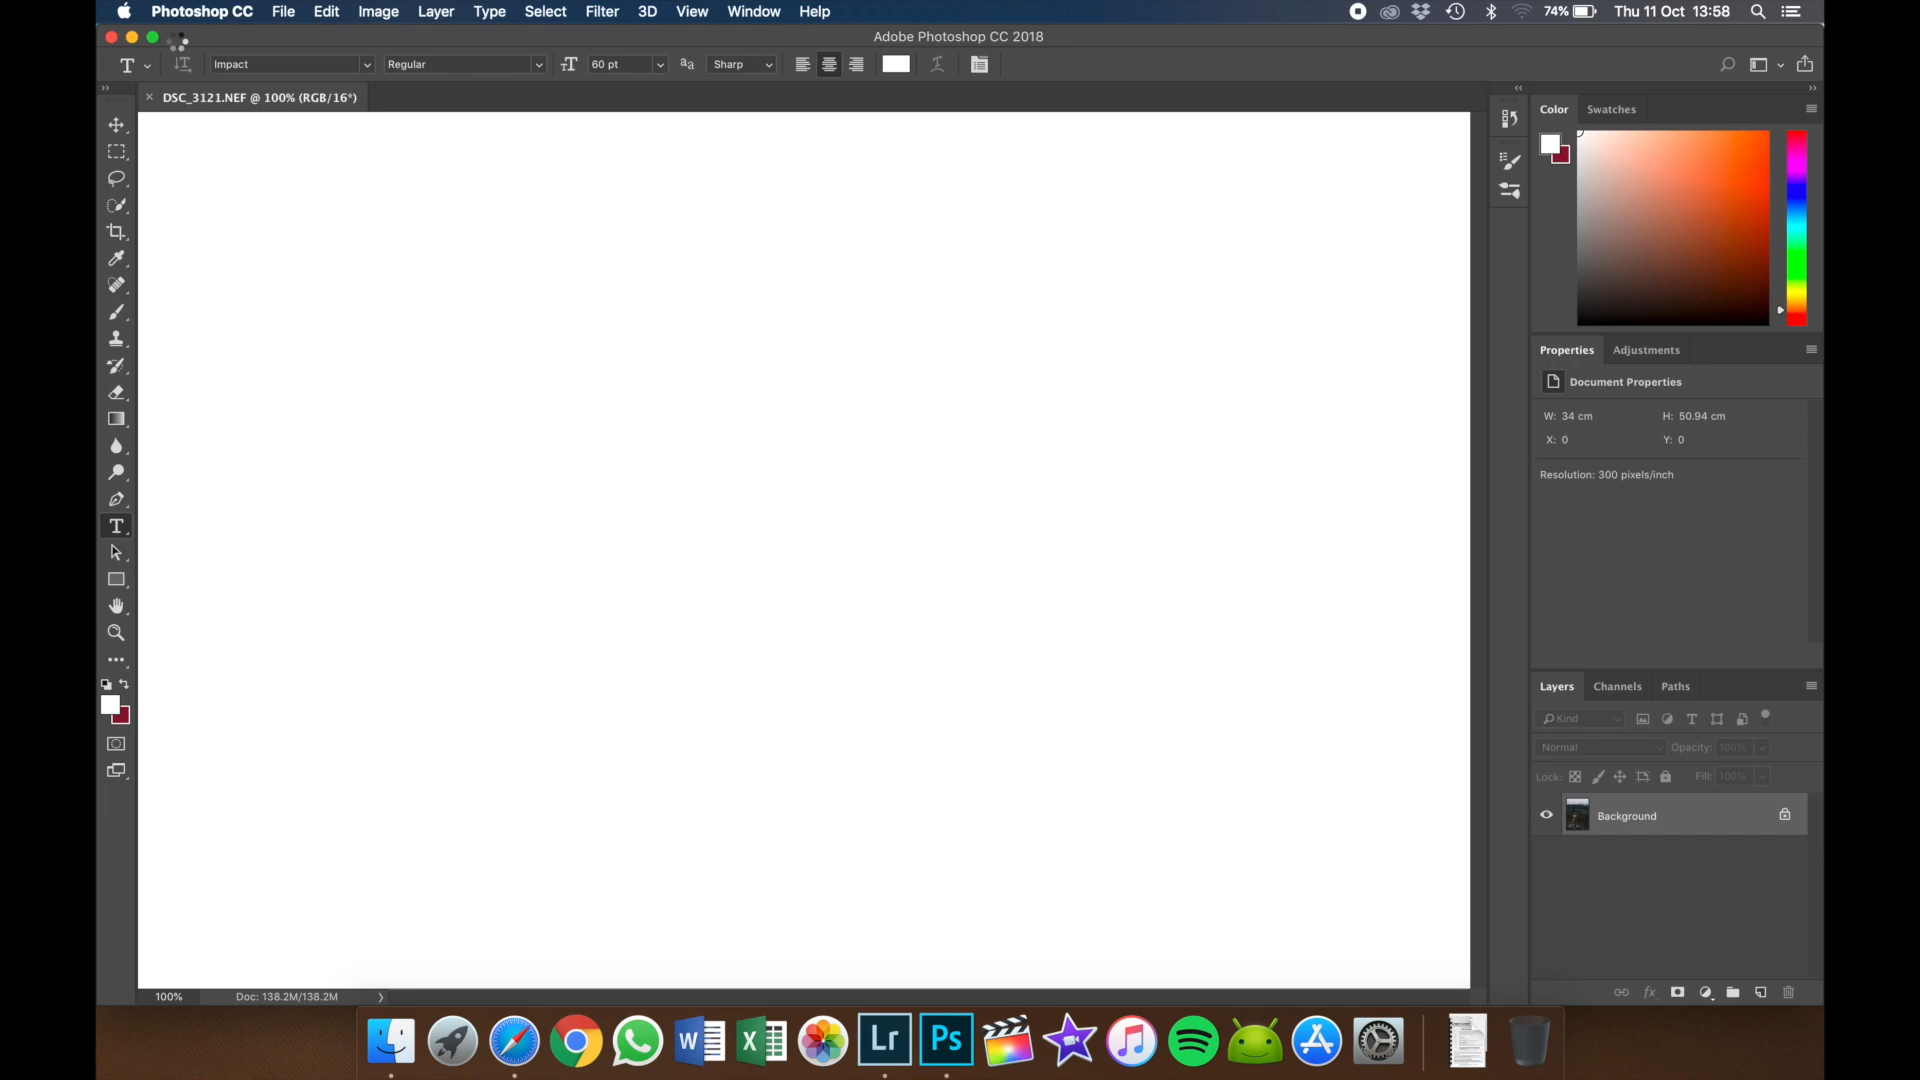 Photoshop CC File Edit Image Layer Type Select Filter 3D View Window Help 74% Thu 11 Oct 13:58
Adobe Photoshop CC 2018
T Impact Regular 60 pt Sharp
DSC_3121.NEF @ 100% (RGB/16*)
Color Swatches
Properties Adjustments
Document Properties
W: 34 cm H: 50.94 cm
X: 0 Y: 0
Resolution: 300 pixels/inch
Layers Channels Paths
Kind
Normal Opacity: 100%
Lock: Fill: 100%
Background
fx
100% Doc: 138.2M/138.2M
W X Lr Ps